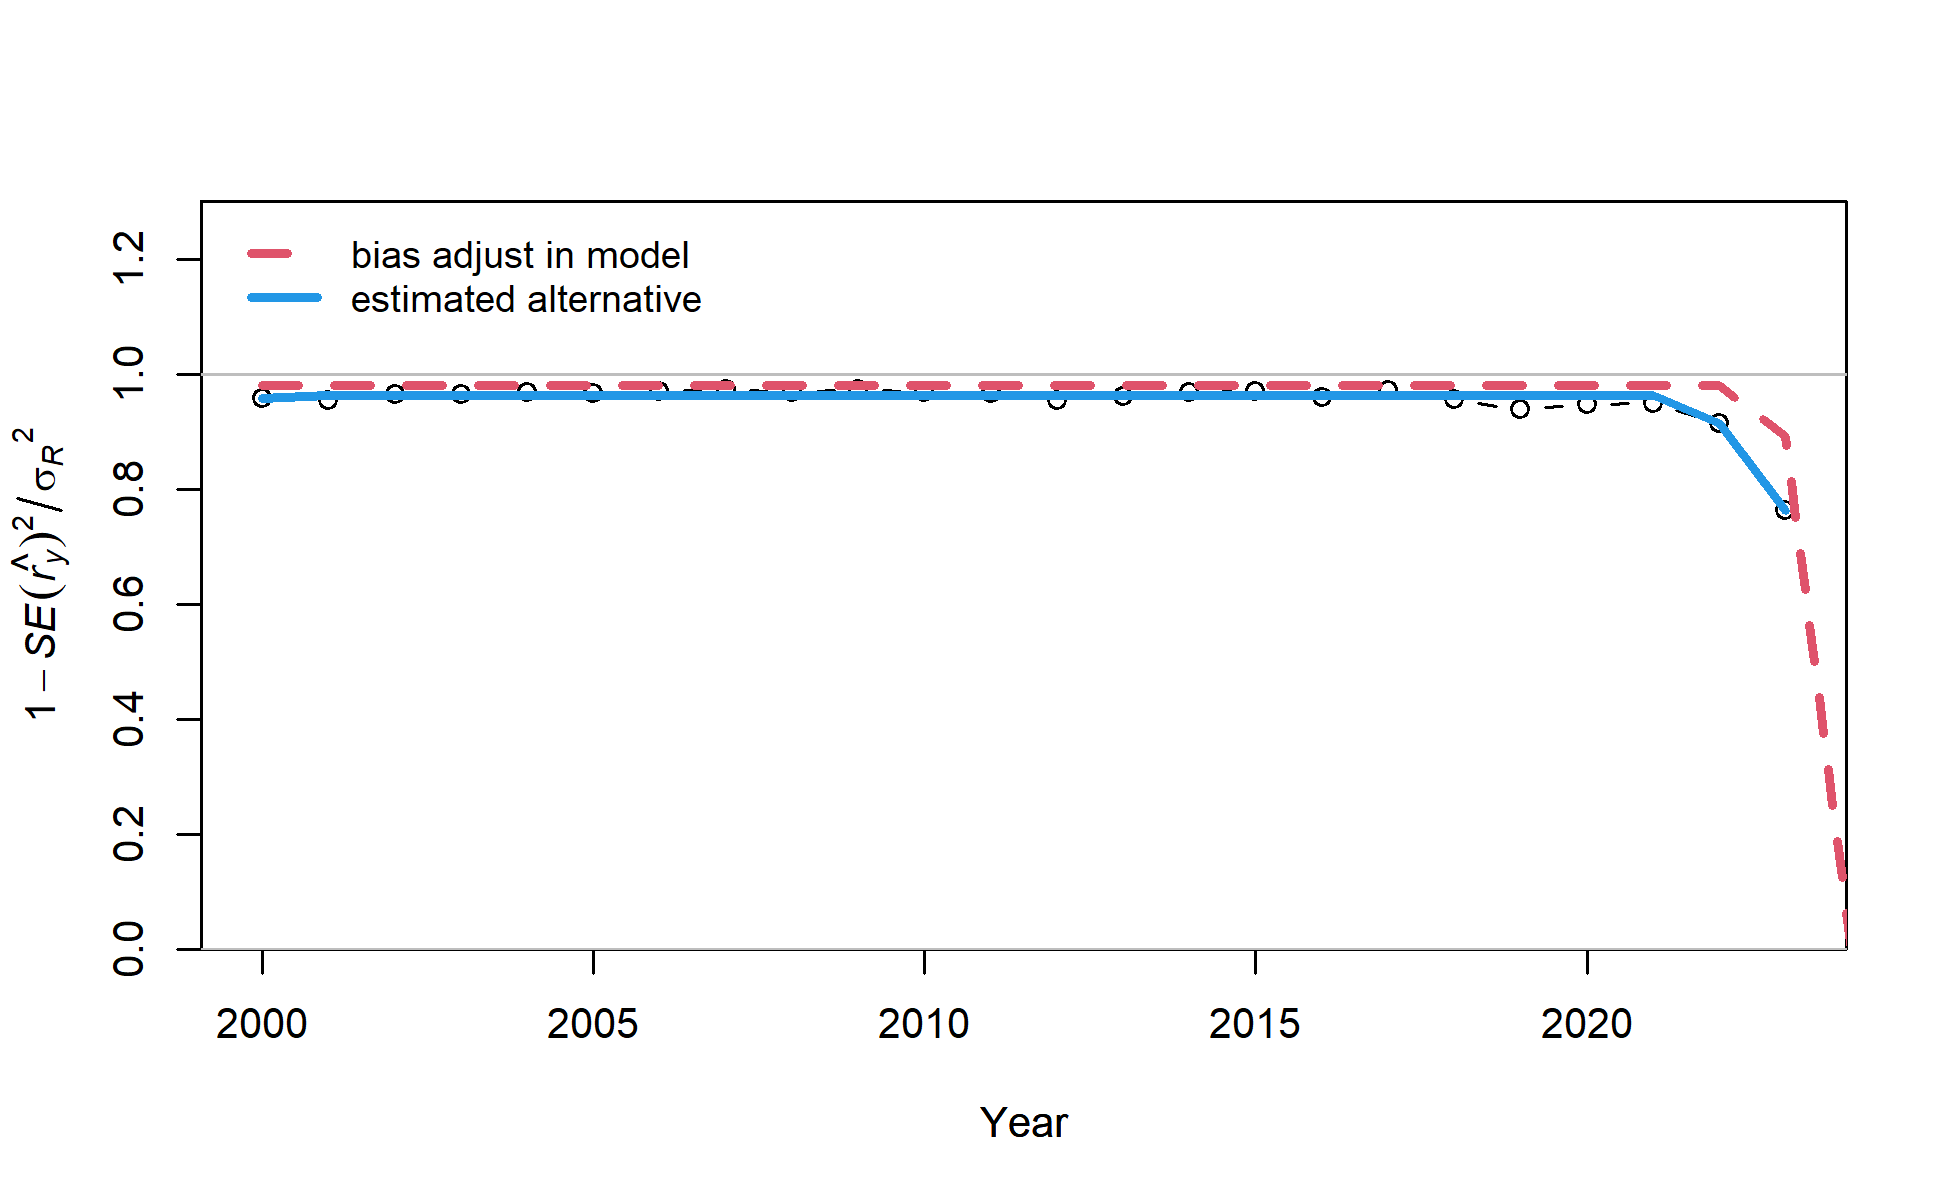 bias adjust in model
estimated alternative
1 − SE(r̂y)² / σR²
0.0 0.2 0.4 0.6 0.8 1.0 1.2
2000 2005 2010 2015 2020
Year